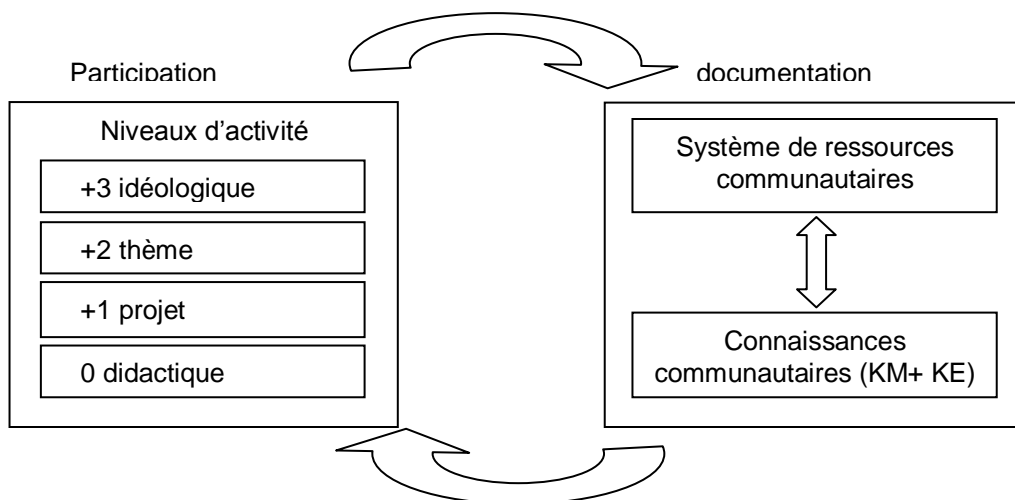 Participation
Niveaux d’activité
+3 idéologique
+2 thème
+1 projet
0 didactique
documentation
Système de ressources
communautaires
Connaissances
communautaires (KM+ KE)